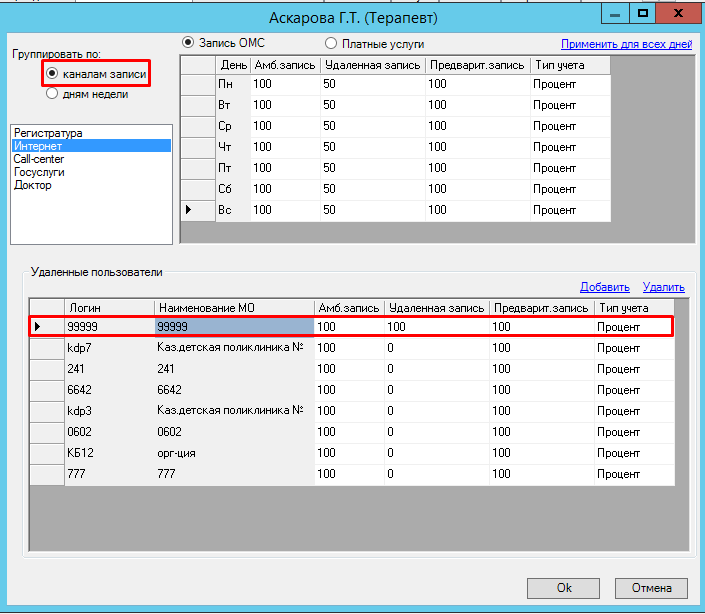 Аскарова Г.Т. (Терапевт)
Группировать по:
каналам записи
дням недели
Запись ОМС
Платные услуги
Применить для всех дней
Регистратура
Интернет
Call-center
Госуслуги
Доктор
День Амб.запись Удаленная запись Предварит.запись Тип учета
Пн 100 50 100 Процент
Вт 100 50 100 Процент
Ср 100 50 100 Процент
Чт 100 50 100 Процент
Пт 100 50 100 Процент
Сб 100 50 100 Процент
Вс 100 50 100 Процент
Удаленные пользователи
Добавить Удалить
Логин Наименование МО Амб.запись Удаленная запись Предварит.запись Тип учета
99999 99999 100 100 100 Процент
kdp7 Каз.детская поликлиника № 100 0 100 Процент
241 241 100 0 100 Процент
6642 6642 100 0 100 Процент
kdp3 Каз.детская поликлиника № 100 0 100 Процент
0602 0602 100 0 100 Процент
КБ12 орг-ция 100 0 100 Процент
777 777 100 0 100 Процент
Ok Отмена